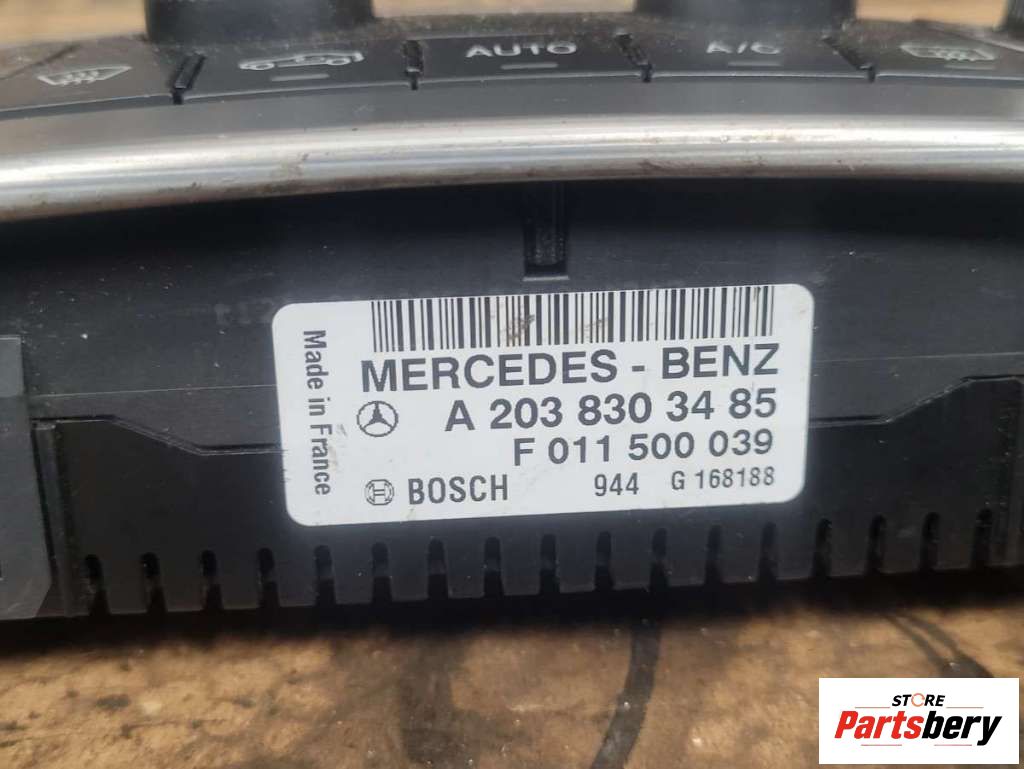 AUTO
A/C
Made in France
MERCEDES - BENZ
A 203 830 34 85
F 011 500 039
BOSCH 944 G 168188
STORE
Partsbery